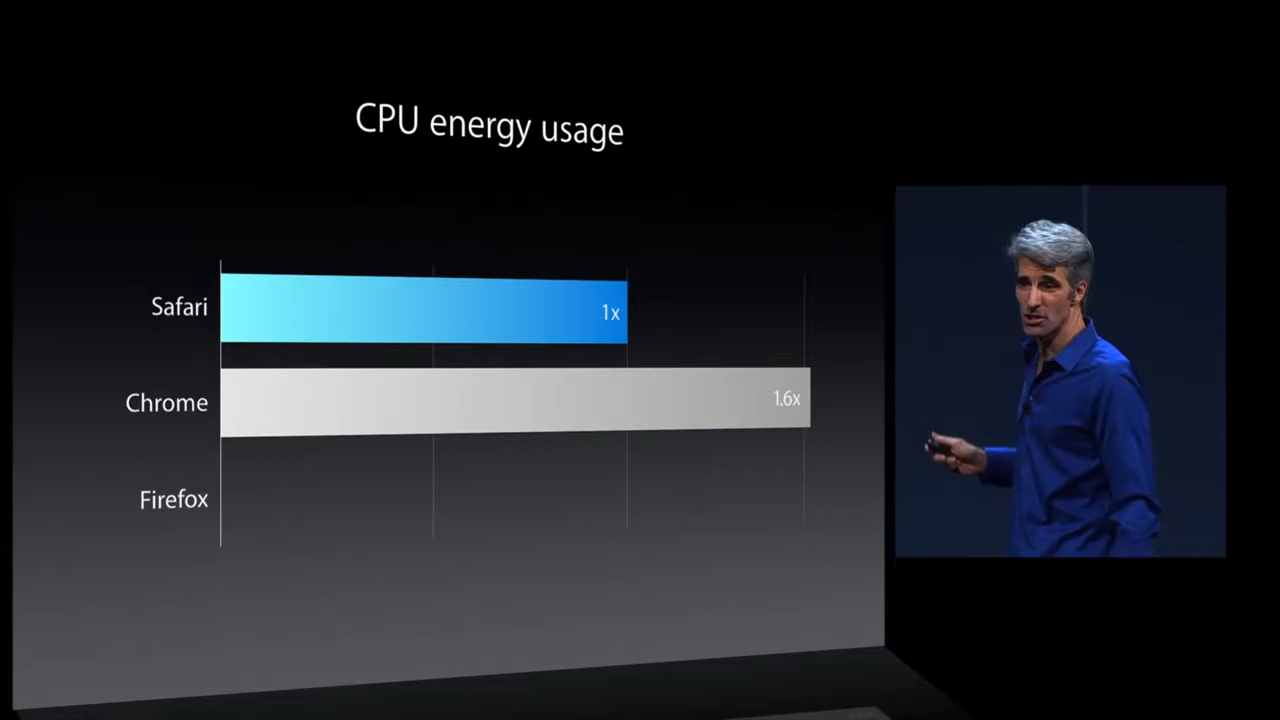 CPU energy usage
Safari
1x
Chrome
1.6x
Firefox